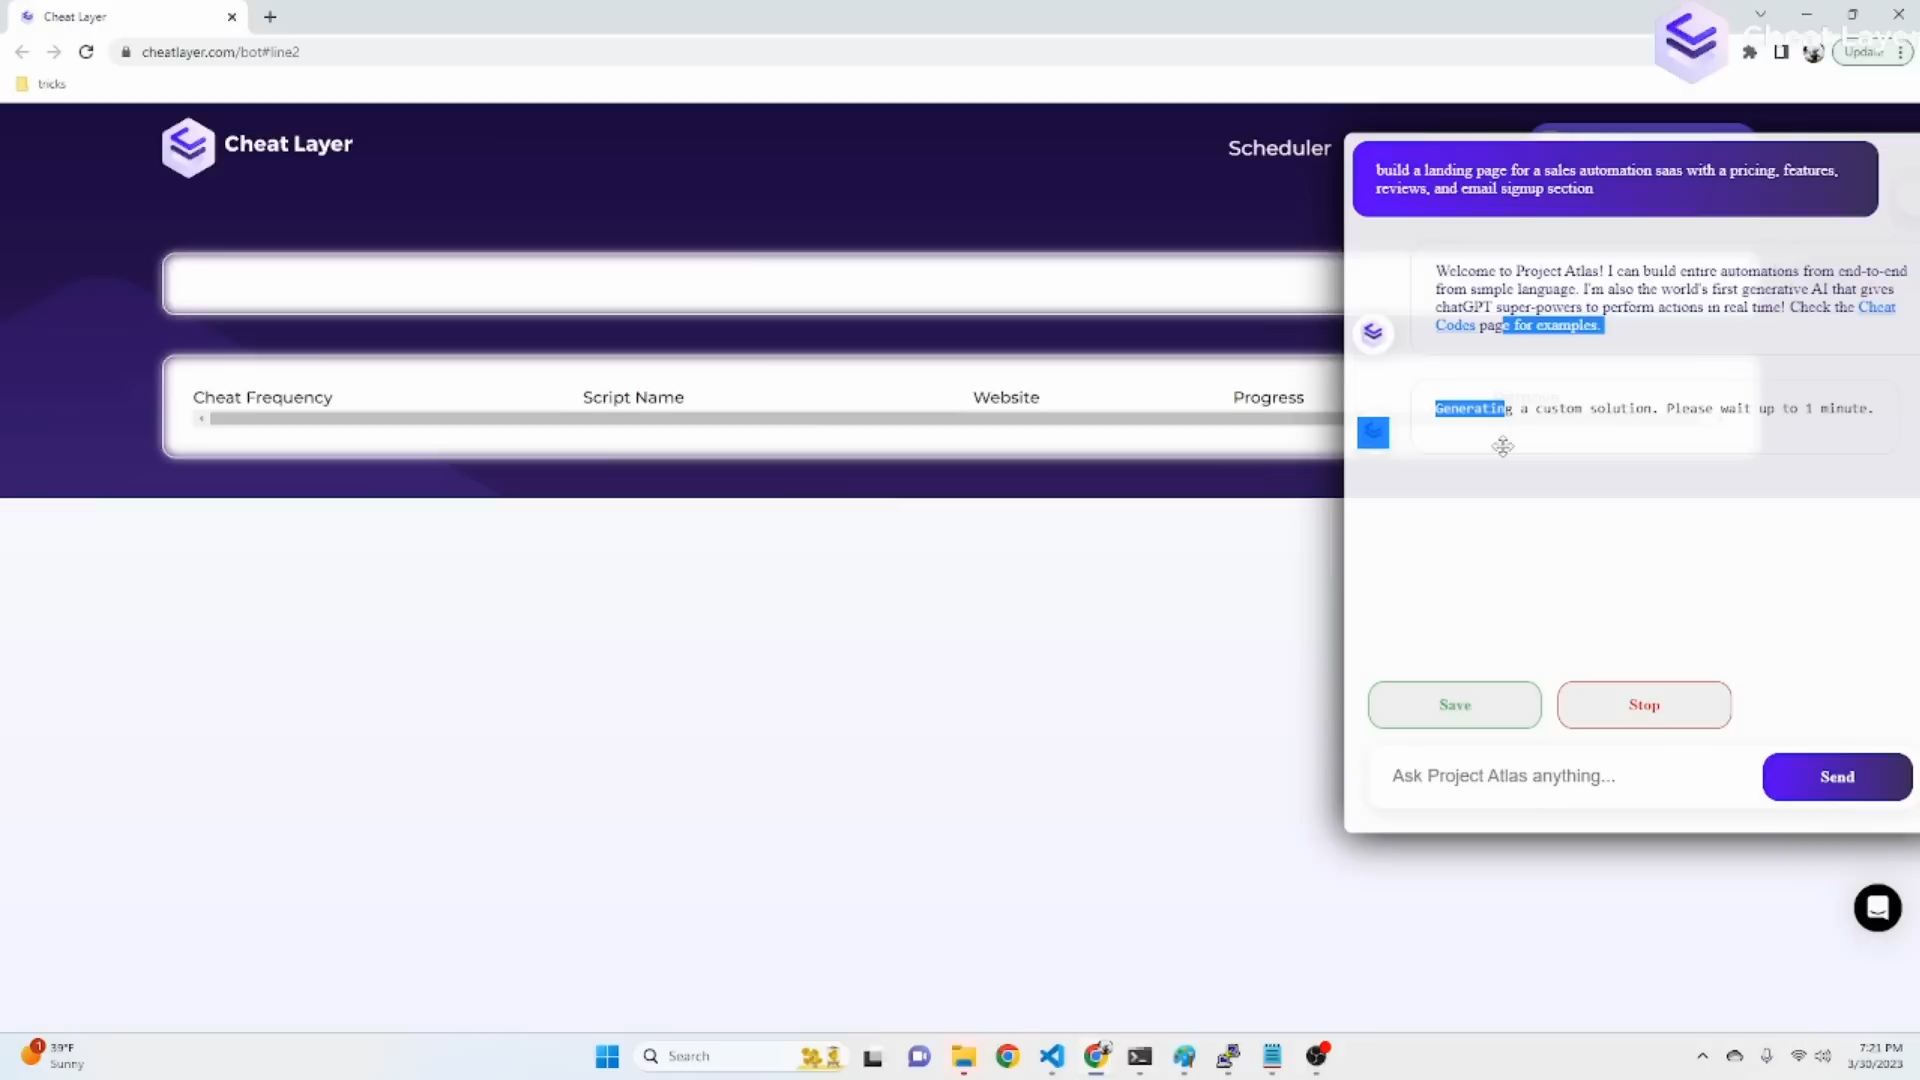 Cheat Layer
cheatlayer.com/bot#line2
Cheat Layer
Update
tricks
Cheat Layer
Scheduler
build a landing page for a sales automation saas with a pricing, features,
reviews, and email signup section
Welcome to Project Atlas! I can build entire automations from end-to-end
from simple language. I'm also the world's first generative AI that gives
chatGPT super-powers to perform actions in real time! Check the Cheat
Codes page for examples.
Cheat Frequency
Script Name
Website
Progress
Generating a custom solution. Please wait up to 1 minute.
Save
Stop
Ask Project Atlas anything...
Send
1
39°F
Sunny
Search
7:21 PM
3/30/2023